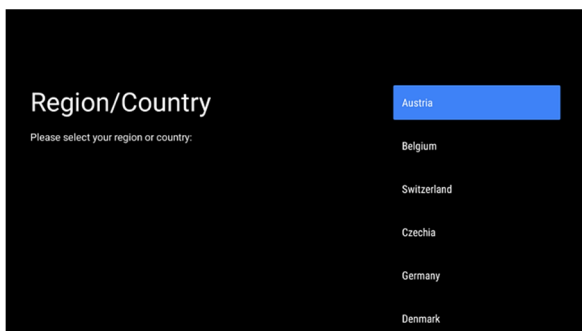 Region/Country
Please select your region or country:
Austria
Belgium
Switzerland
Czechia
Germany
Denmark